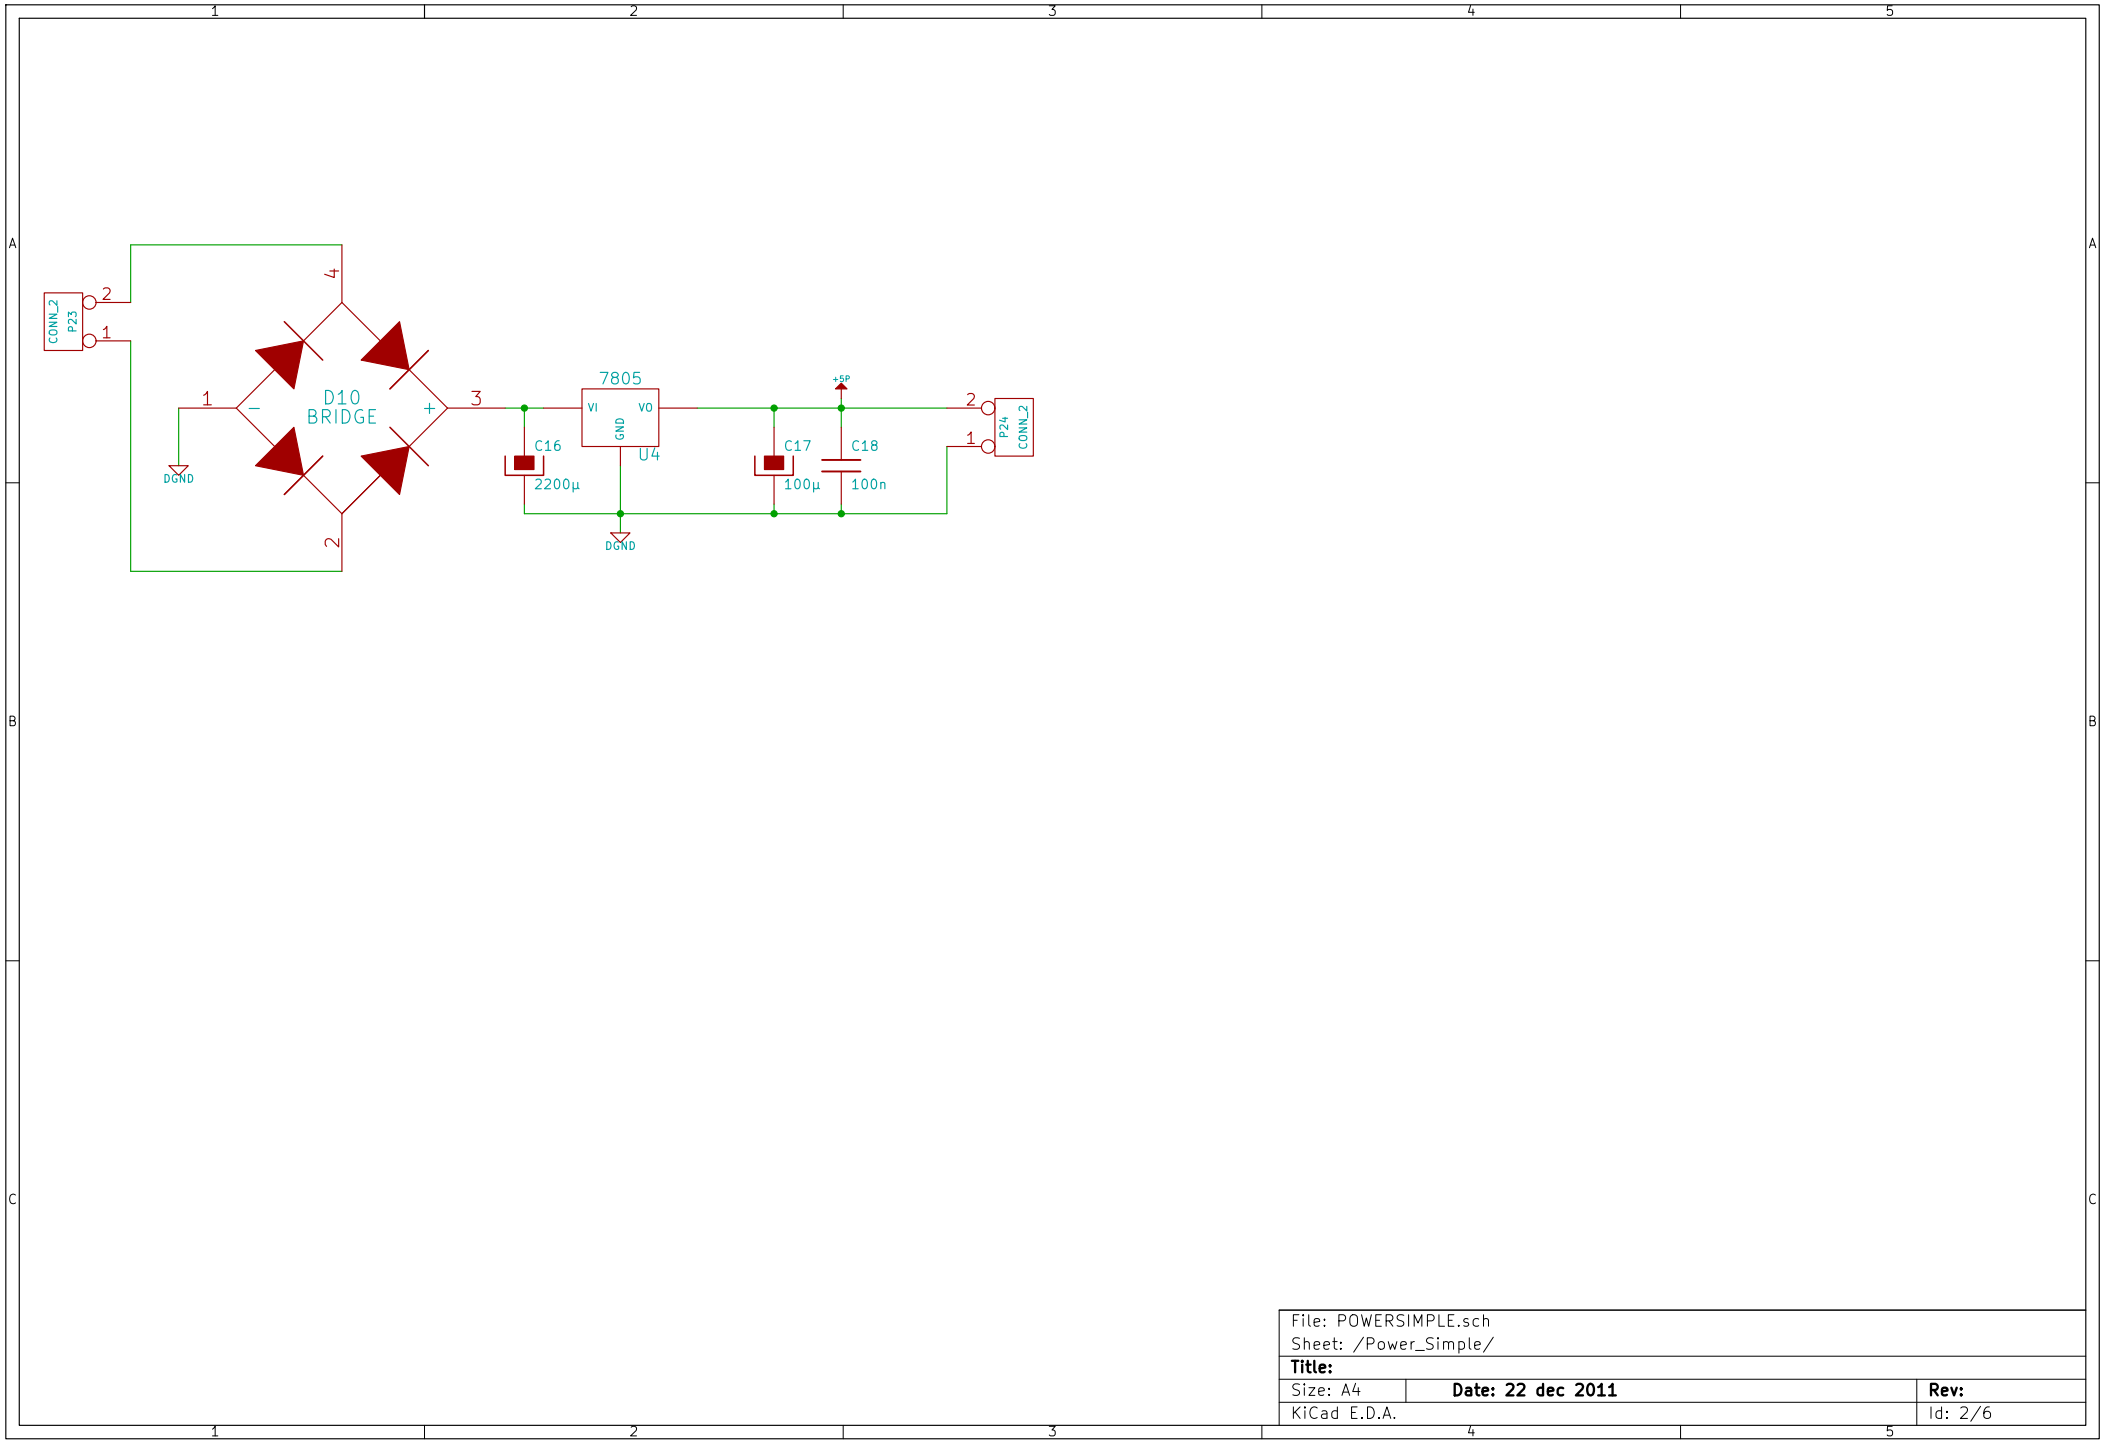 1 2 3 4 5
A A
4
2
CONN_2
P23
1
+5P
7805
1
D10
3
VI VO
2
- +
BRIDGE
GND
P24
CONN_2
1
C16
C17
C18
U4
DGND
2200µ
100µ
100n
2
DGND
B B
C C
File: POWERSIMPLE.sch
Sheet: /Power_Simple/
Title:
Size: A4 Date: 22 dec 2011 Rev:
KiCad E.D.A. Id: 2/6
1 2 3 4 5